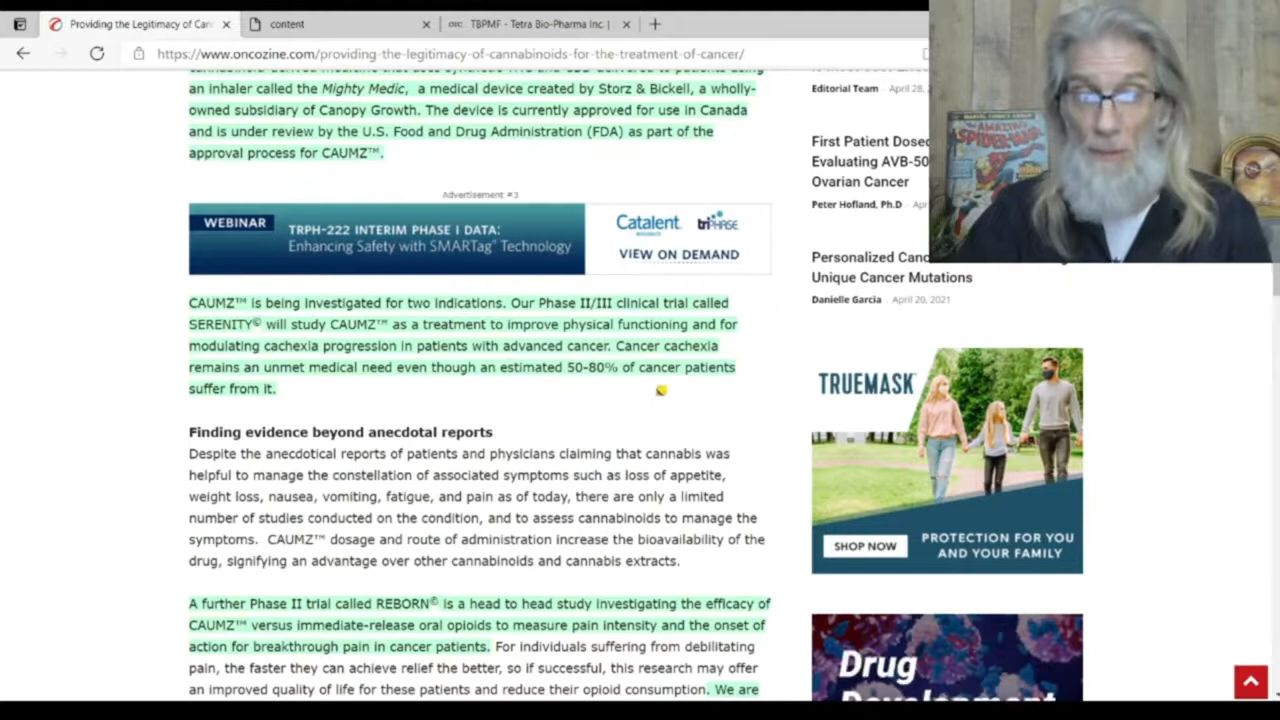 Providing the Legitimacy of Can
content
OTC TBPMF - Tetra Bio-Pharma Inc. |
https://www.oncozine.com/providing-the-legitimacy-of-cannabinoids-for-the-treatment-of-cancer/
an inhaler called the Mighty Medic, a medical device created by Storz & Bickell, a wholly-
owned subsidiary of Canopy Growth. The device is currently approved for use in Canada
and is under review by the U.S. Food and Drug Administration (FDA) as part of the
approval process for CAUMZ™.
Advertisement #3
WEBINAR
TRPH-222 INTERIM PHASE I DATA:
Enhancing Safety with SMARTag® Technology
Catalent
triPHASE
VIEW ON DEMAND
CAUMZ™ is being investigated for two indications. Our Phase II/III clinical trial called
SERENITY© will study CAUMZ™ as a treatment to improve physical functioning and for
modulating cachexia progression in patients with advanced cancer. Cancer cachexia
remains an unmet medical need even though an estimated 50-80% of cancer patients
suffer from it.
Finding evidence beyond anecdotal reports
Despite the anecdotical reports of patients and physicians claiming that cannabis was
helpful to manage the constellation of associated symptoms such as loss of appetite,
weight loss, nausea, vomiting, fatigue, and pain as of today, there are only a limited
number of studies conducted on the condition, and to assess cannabinoids to manage the
symptoms. CAUMZ™ dosage and route of administration increase the bioavailability of the
drug, signifying an advantage over other cannabinoids and cannabis extracts.
A further Phase II trial called REBORN© is a head to head study investigating the efficacy of
CAUMZ™ versus immediate-release oral opioids to measure pain intensity and the onset of
action for breakthrough pain in cancer patients. For individuals suffering from debilitating
pain, the faster they can achieve relief the better, so if successful, this research may offer
an improved quality of life for these patients and reduce their opioid consumption. We are
Editorial Team - April 28,
First Patient Dosed
Evaluating AVB-50
Ovarian Cancer
Peter Hofland, Ph.D - Apr
Personalized Canc
Unique Cancer Mutations
Danielle Garcia - April 20, 2021
TRUEMASK
SHOP NOW
PROTECTION FOR YOU
AND YOUR FAMILY
Drug
Development
THE AMAZING
SPIDER-MAN